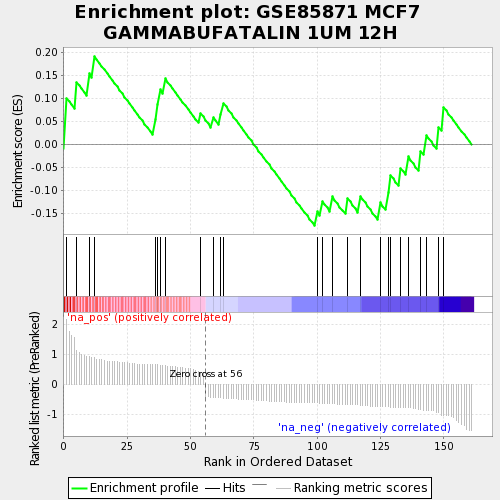 Enrichment plot: GSE85871 MCF7
GAMMABUFATALIN 1UM 12H
Enrichment score (ES)
0.20
0.15
0.10
0.05
0.00
-0.05
-0.10
-0.15
'na_pos' (positively correlated)
Ranked list metric (PreRanked)
2
1
0
-1
Zero cross at 56
'na_neg' (negatively correlated)
0 25 50 75 100 125 150
Rank in Ordered Dataset
Enrichment profile Hits Ranking metric scores